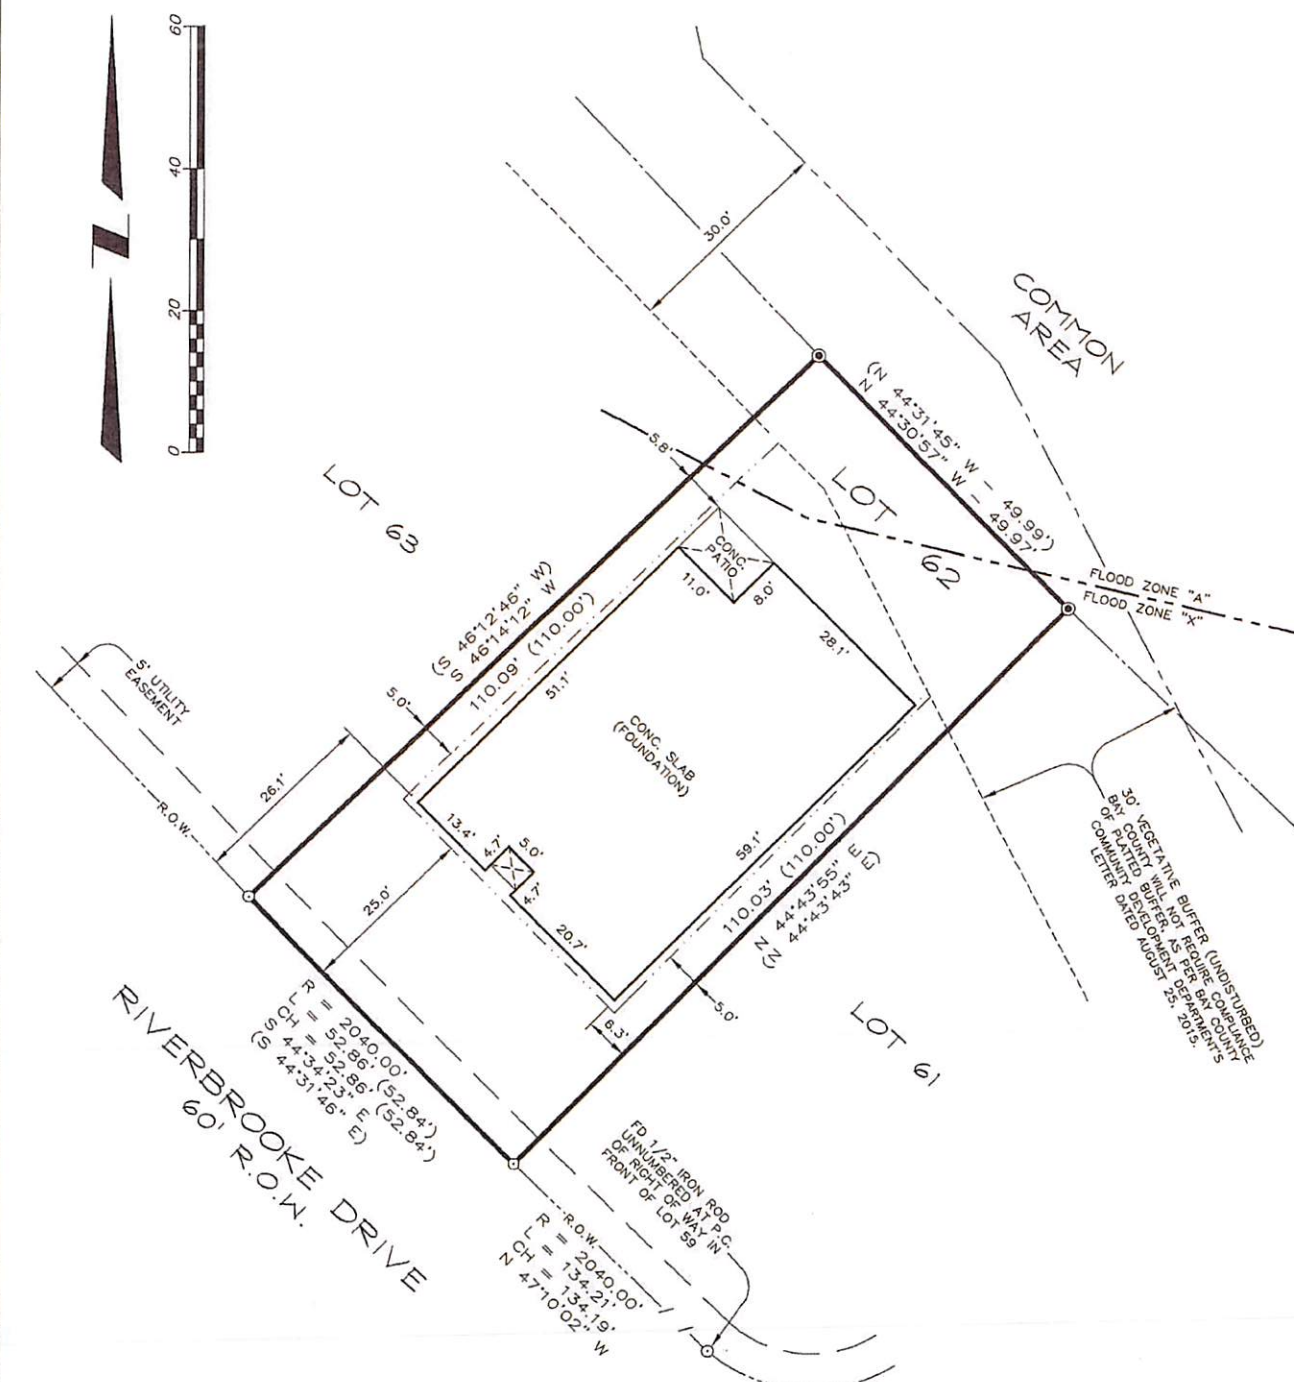 60
40
20
0
N
30.0'
COMMON
AREA
(N 44°31'45" W - 49.99')
N 44°30'57" W - 49.97'
5.8'
LOT 62
LOT 63
CONC.
PATIO
11.0'
8.0'
FLOOD ZONE "A"
FLOOD ZONE "X"
28.1'
(S 46°12'46" W)
S 46°14'12" W
110.09' (110.00')
51.1'
5.0'
5' UTILITY
EASEMENT
CONC. SLAB
(FOUNDATION)
26.1'
R.O.W.
13.4'
4.7'
5.0'
4.7'
59.1'
110.03' (110.00')
N 44°43'55" E
(N 44°43'43" E)
25.0'
20.7'
30' VEGETATIVE BUFFER (UNDISTURBED)
BAY COUNTY WILL NOT REQUIRE COMPLIANCE
OF PLATTED BUFFER, AS PER BAY COUNTY
COMMUNITY DEVELOPMENT DEPARTMENT'S
LETTER DATED AUGUST 25, 2015.
5.0'
6.3'
LOT 61
R = 2040.00'
L = 52.86' (52.84')
CH = 52.86' (52.84')
S 44°34'23" E
(S 44°31'46" E)
RIVERBROOKE DRIVE
60' R.O.W.
FD 1/2" IRON ROD
UNNUMBERED AT P.C.
OF RIGHT OF WAY IN
FRONT OF LOT 59
R.O.W.
R = 2040.00'
L = 134.21'
CH = 134.19'
N 47°10'02" W